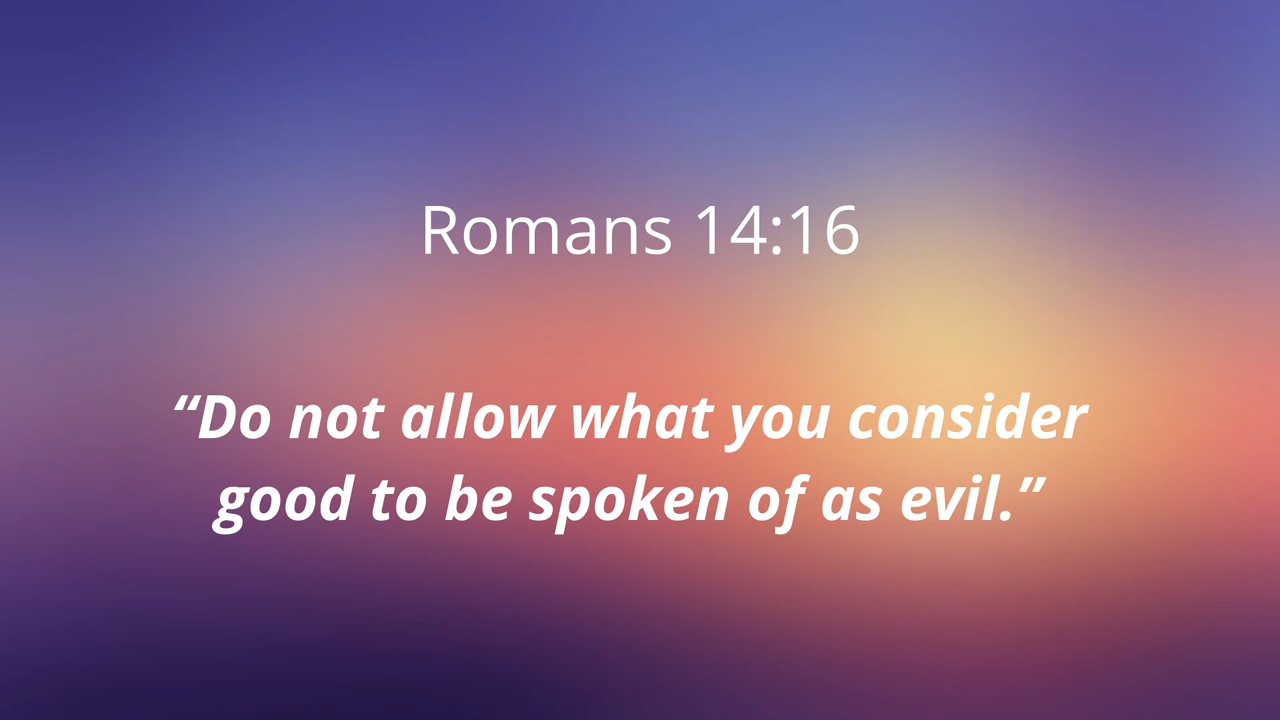 Romans 14:16
“Do not allow what you consider
good to be spoken of as evil.”